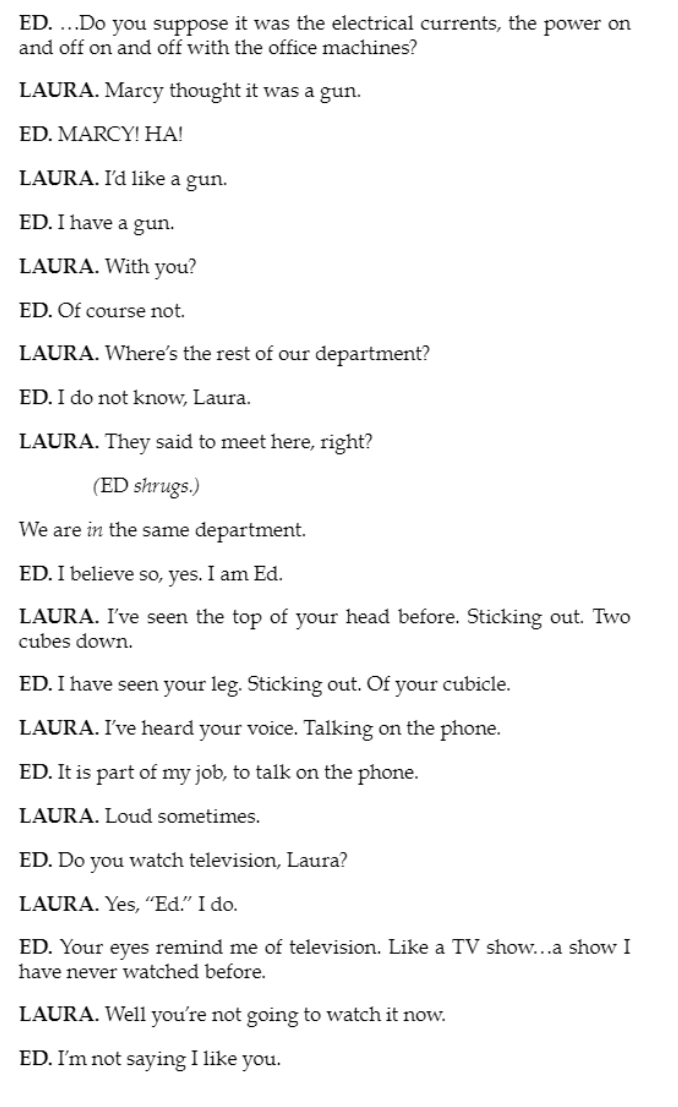 ED. …Do you suppose it was the electrical currents, the power on
and off on and off with the office machines?
LAURA. Marcy thought it was a gun.
ED. MARCY! HA!
LAURA. I'd like a gun.
ED. I have a gun.
LAURA. With you?
ED. Of course not.
LAURA. Where's the rest of our department?
ED. I do not know, Laura.
LAURA. They said to meet here, right?
(ED shrugs.)
We are in the same department.
ED. I believe so, yes. I am Ed.
LAURA. I've seen the top of your head before. Sticking out. Two
cubes down.
ED. I have seen your leg. Sticking out. Of your cubicle.
LAURA. I've heard your voice. Talking on the phone.
ED. It is part of my job, to talk on the phone.
LAURA. Loud sometimes.
ED. Do you watch television, Laura?
LAURA. Yes, “Ed.” I do.
ED. Your eyes remind me of television. Like a TV show…a show I
have never watched before.
LAURA. Well you're not going to watch it now.
ED. I'm not saying I like you.